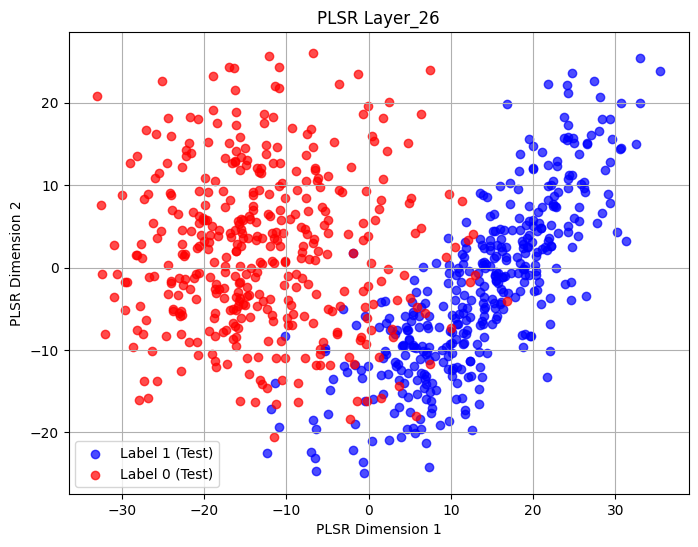 PLSR Layer_26
PLSR Dimension 2
20
10
0
−10
−20
Label 1 (Test)
Label 0 (Test)
−30 −20 −10 0 10 20 30
PLSR Dimension 1